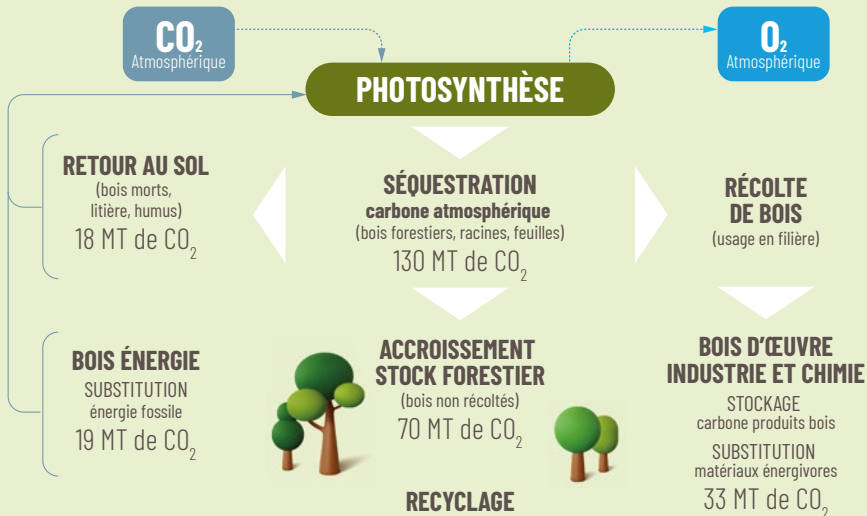 CO₂
Atmosphérique
O₂
Atmosphérique
PHOTOSYNTHÈSE
RETOUR AU SOL
(bois morts,
litière, humus)
18 MT de CO₂
SÉQUESTRATION
carbone atmosphérique
(bois forestiers, racines, feuilles)
130 MT de CO₂
RÉCOLTE
DE BOIS
(usage en filière)
BOIS ÉNERGIE
SUBSTITUTION
énergie fossile
19 MT de CO₂
ACCROISSEMENT
STOCK FORESTIER
(bois non récoltés)
70 MT de CO₂
BOIS D'ŒUVRE
INDUSTRIE ET CHIMIE
STOCKAGE
carbone produits bois
SUBSTITUTION
matériaux énergivores
33 MT de CO₂
RECYCLAGE